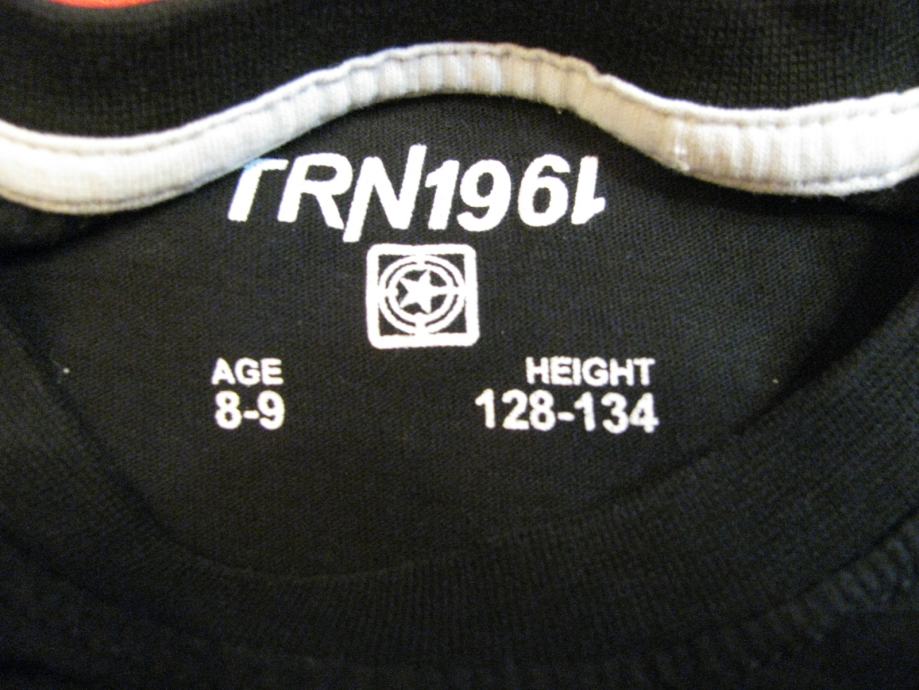 TRN1961
AGE
8-9
HEIGHT
128-134